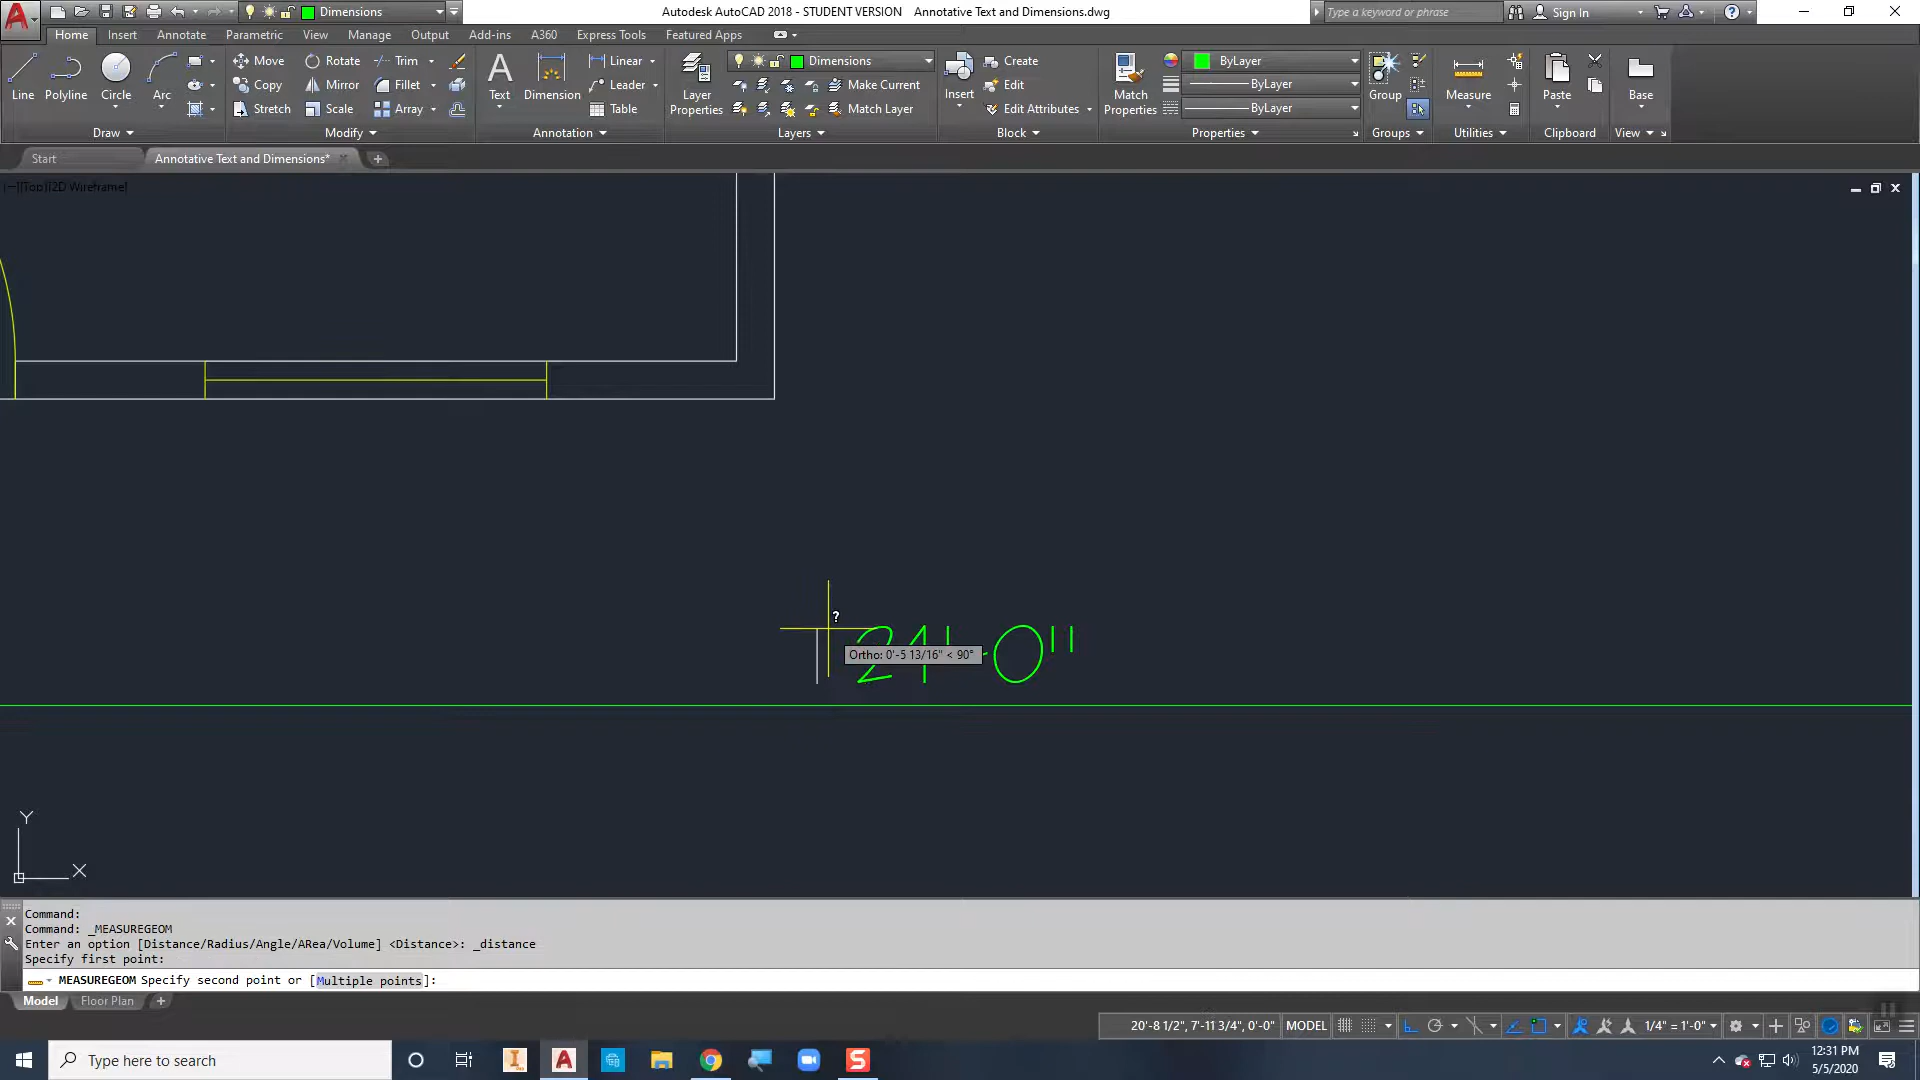 Dimensions
Autodesk AutoCAD 2018 - STUDENT VERSION Annotative Text and Dimensions.dwg
Type a keyword or phrase
Sign In
Home Insert Annotate Parametric View Manage Output Add-ins A360 Express Tools Featured Apps
Line Polyline Circle Arc
Move Rotate Trim
Copy Mirror Fillet
Stretch Scale Array
Text Dimension
Linear
Leader
Table
Layer Properties
Dimensions
Make Current
Match Layer
Insert
Create
Edit
Edit Attributes
Match Properties
ByLayer
ByLayer
ByLayer
Group Measure Paste Base
Draw Modify Annotation Layers Block Properties Groups Utilities Clipboard View
Start Annotative Text and Dimensions*
[−][Top][2D Wireframe]
?
Ortho: 0'-5 13/16" < 90°
24'-0"
Y
X
Command:
Command: _MEASUREGEOM
Enter an option [Distance/Radius/Angle/ARea/Volume] <Distance>: _distance
Specify first point:
MEASUREGEOM Specify second point or [Multiple points]:
Model Floor Plan
20'-8 1/2", 7'-11 3/4", 0'-0" MODEL 1/4" = 1'-0"
Type here to search
12:31 PM
5/5/2020